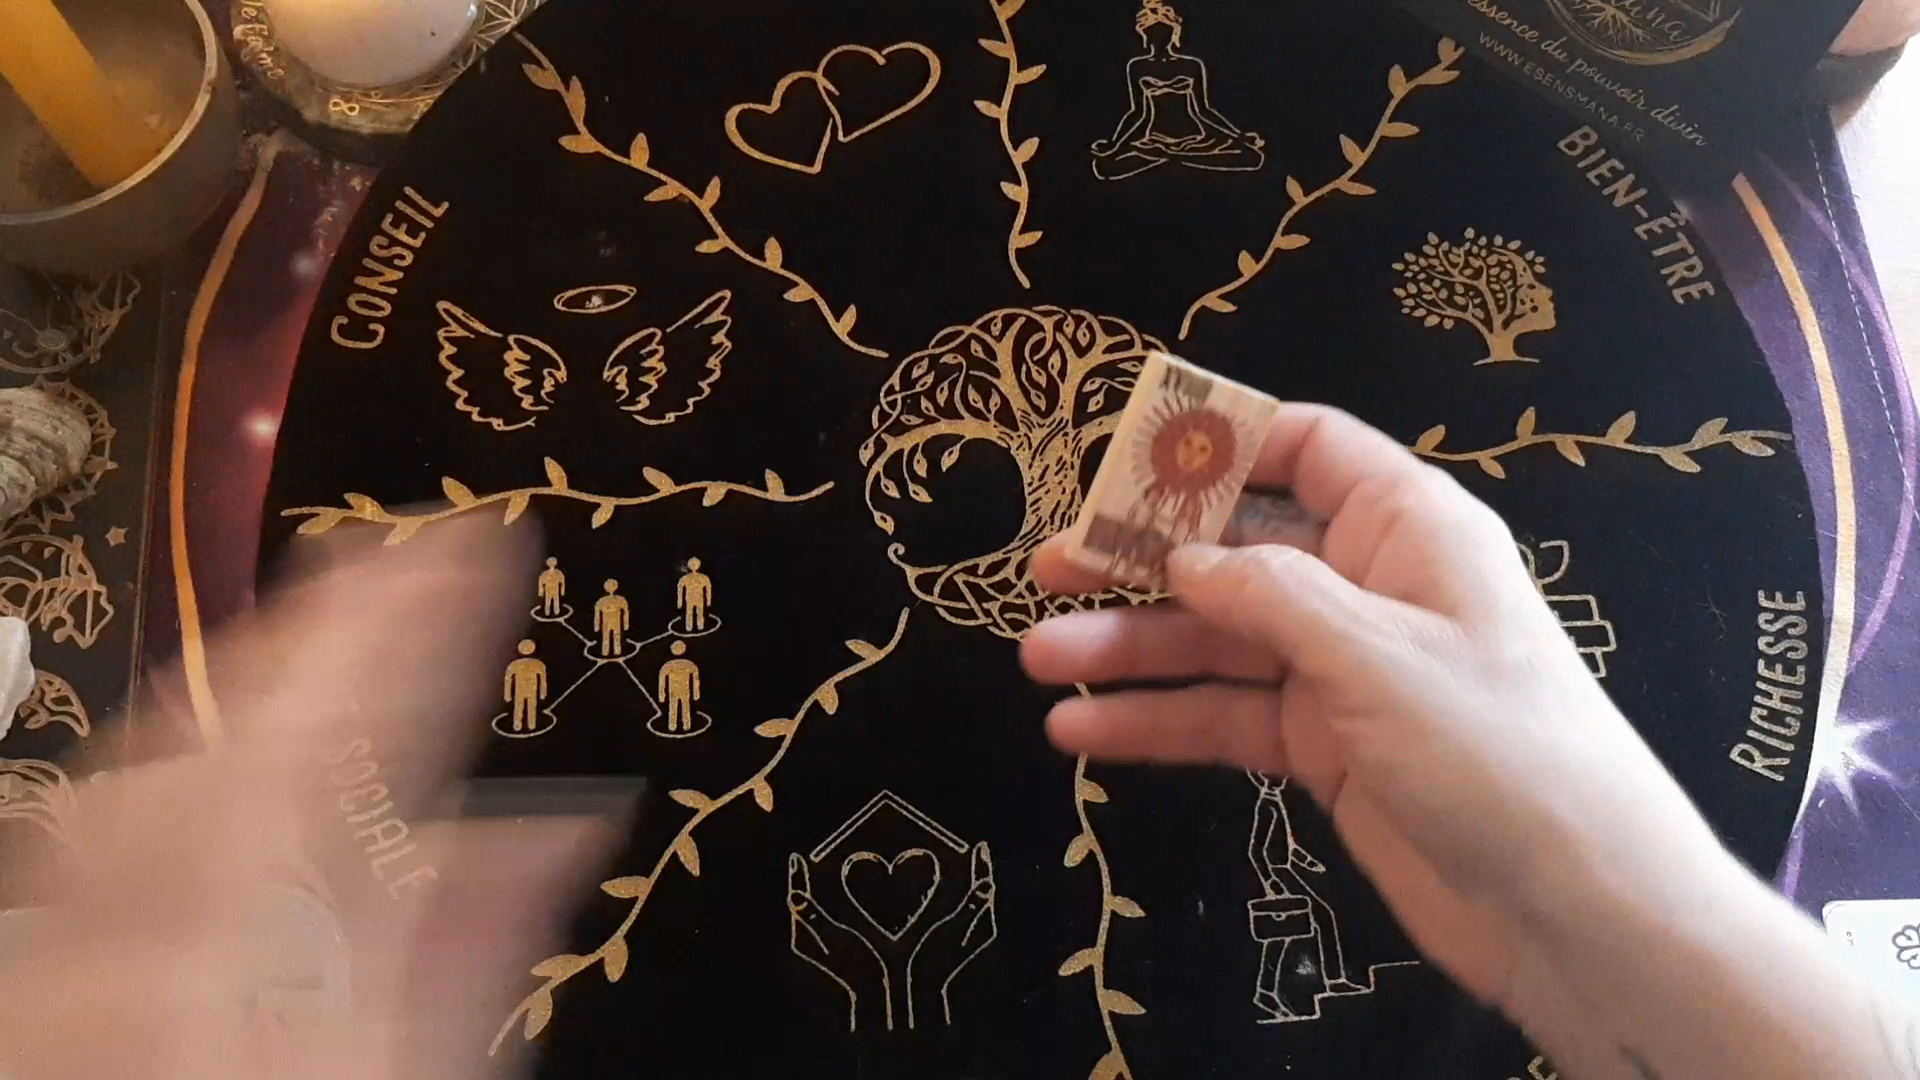 essence du pouvoir divin
WWW.ESENSMANA.FR
BIEN-ÊTRE
CONSEIL
RICHESSE
SOCIALE